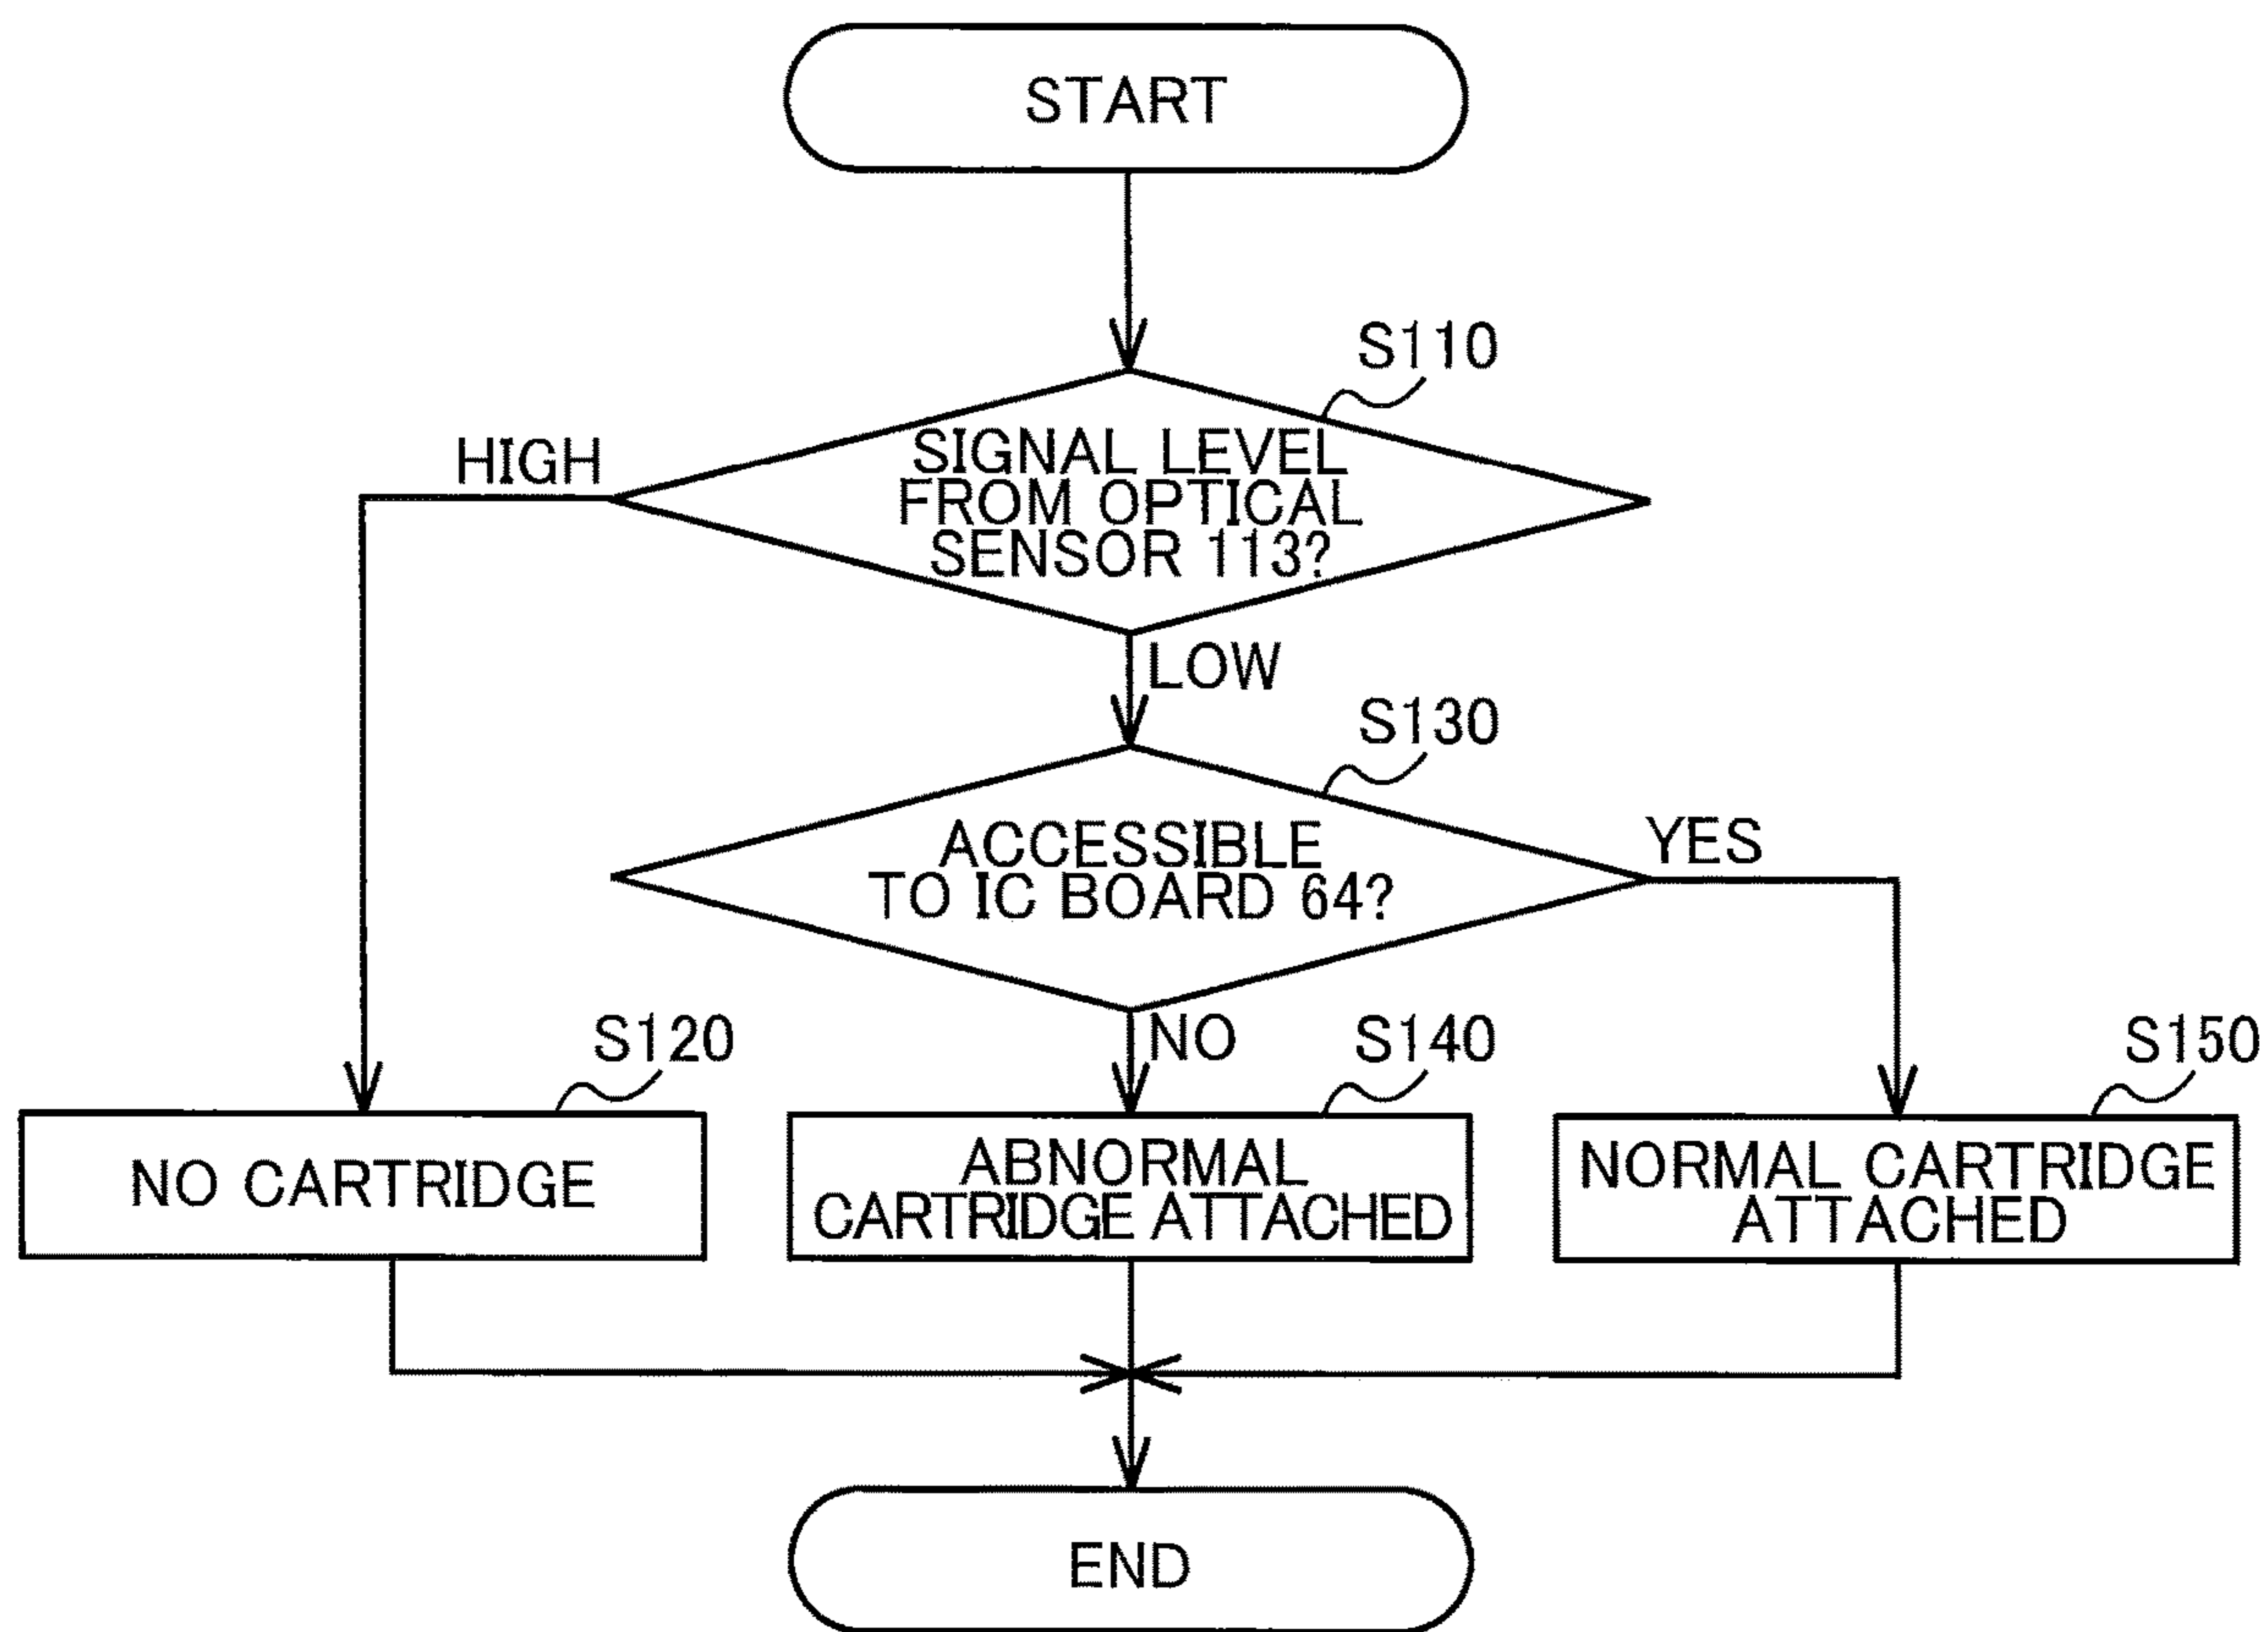 START
S110
HIGH
SIGNAL LEVEL
FROM OPTICAL
SENSOR 113?
LOW
S130
ACCESSIBLE
TO IC BOARD 64?
YES
NO
S120
S140
S150
NO CARTRIDGE
ABNORMAL
CARTRIDGE ATTACHED
NORMAL CARTRIDGE
ATTACHED
END